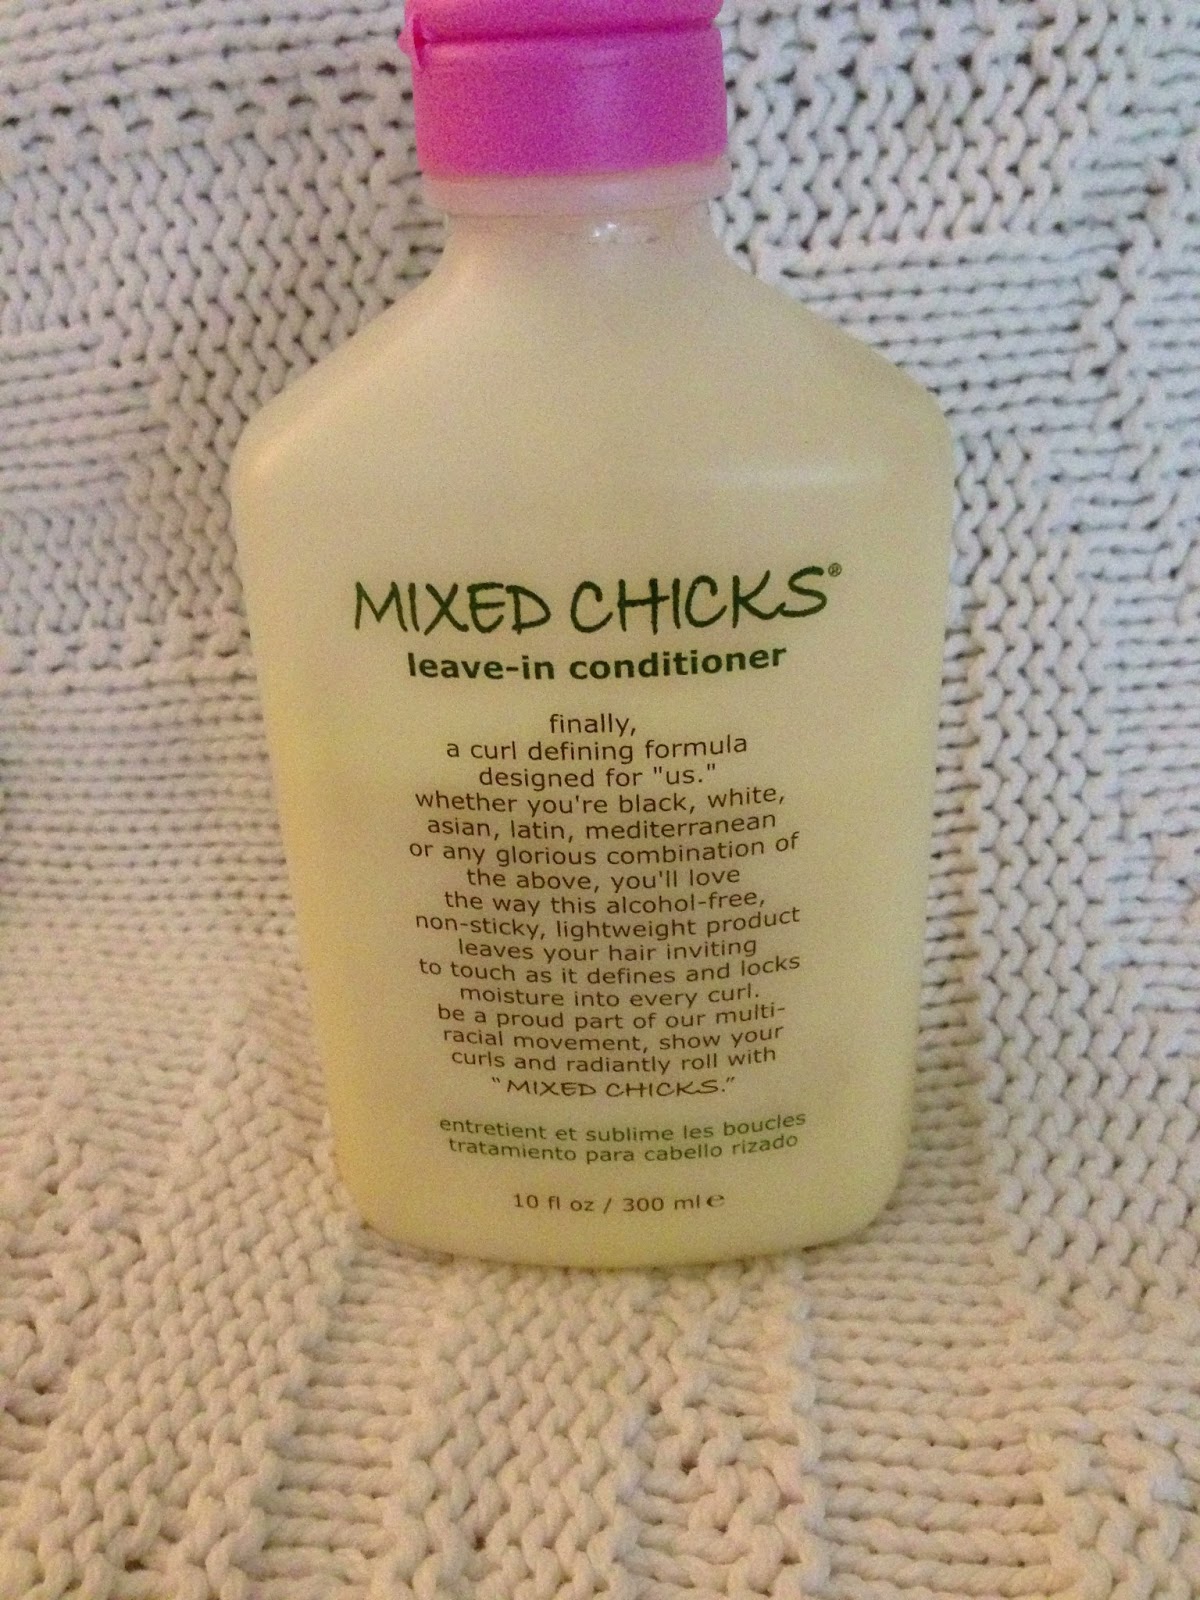 MIXED CHICKS®
leave-in conditioner
finally,
a curl defining formula
designed for "us."
whether you're black, white,
asian, latin, mediterranean
or any glorious combination of
the above, you'll love
the way this alcohol-free,
non-sticky, lightweight product
leaves your hair inviting
to touch as it defines and locks
moisture into every curl.
be a proud part of our multi-
racial movement, show your
curls and radiantly roll with
"MIXED CHICKS."
entretient et sublime les boucles
tratamiento para cabello rizado
10 fl oz / 300 ml ℮